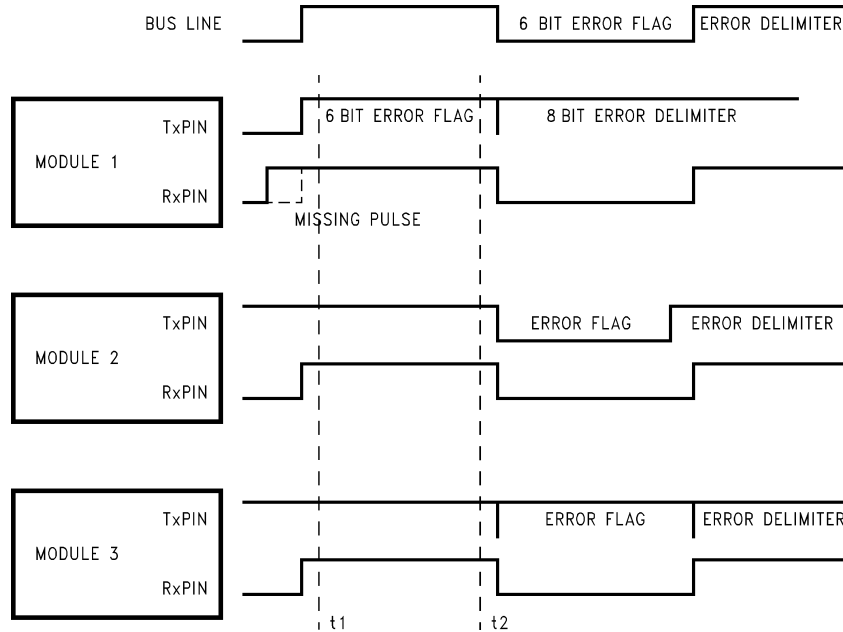 BUS LINE
6 BIT ERROR FLAG
ERROR DELIMITER
TxPIN
6 BIT ERROR FLAG
8 BIT ERROR DELIMITER
MODULE 1
RxPIN
MISSING PULSE
TxPIN
ERROR FLAG
ERROR DELIMITER
MODULE 2
RxPIN
TxPIN
ERROR FLAG
ERROR DELIMITER
MODULE 3
RxPIN
t1
t2